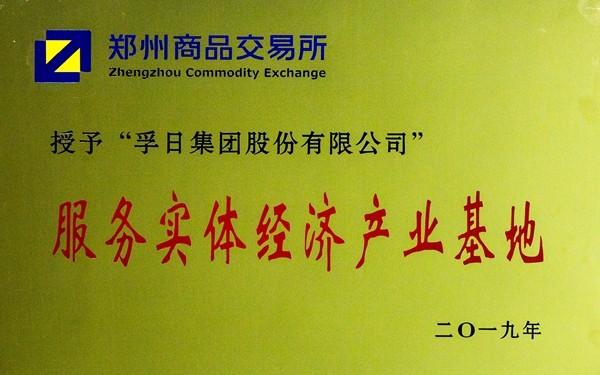 郑州商品交易所
Zhengzhou Commodity Exchange
授予“孚日集团股份有限公司”
服务实体经济产业基地
二〇一九年